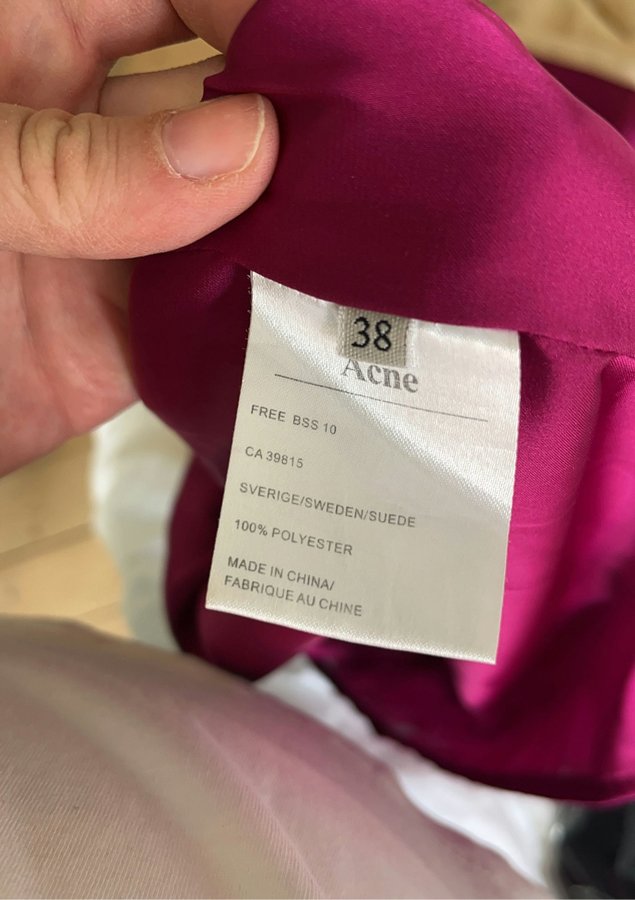 38
Acne
FREE BSS 10
CA 39815
SVERIGE/SWEDEN/SUEDE
100% POLYESTER
MADE IN CHINA/
FABRIQUE AU CHINE